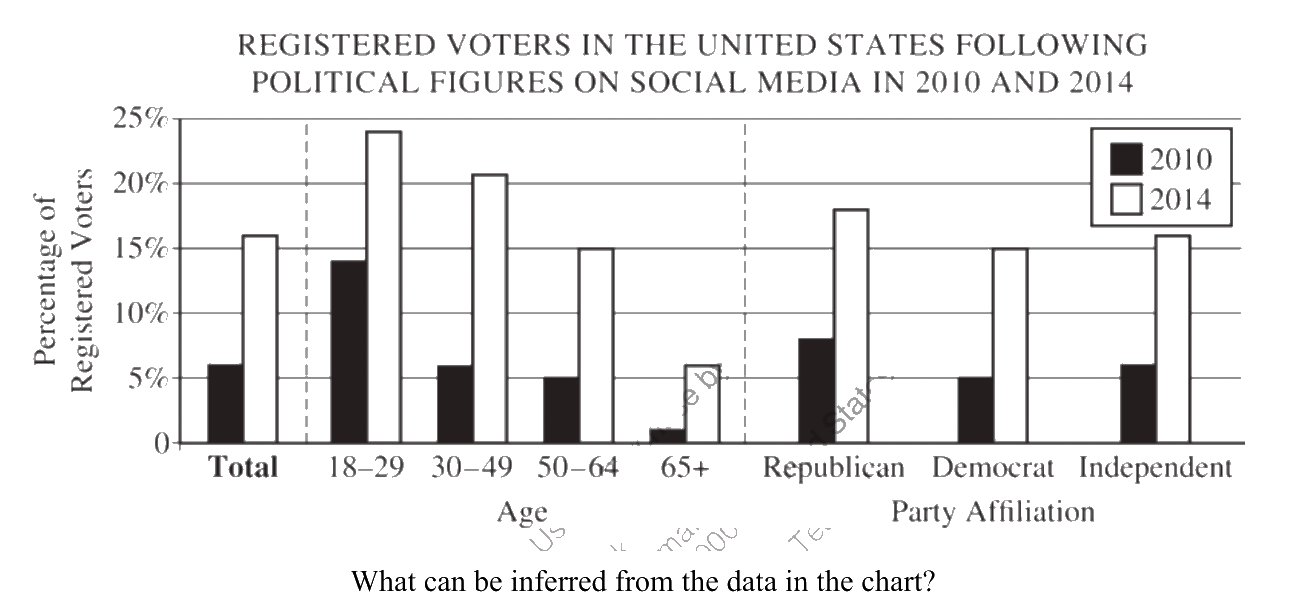 REGISTERED VOTERS IN THE UNITED STATES FOLLOWING
POLITICAL FIGURES ON SOCIAL MEDIA IN 2010 AND 2014
Percentage of
Registered Voters
25%
20%
15%
10%
5%
0
2010
2014
Total
18–29
30–49
50–64
65+
Republican
Democrat
Independent
Age
Party Affiliation
What can be inferred from the data in the chart?